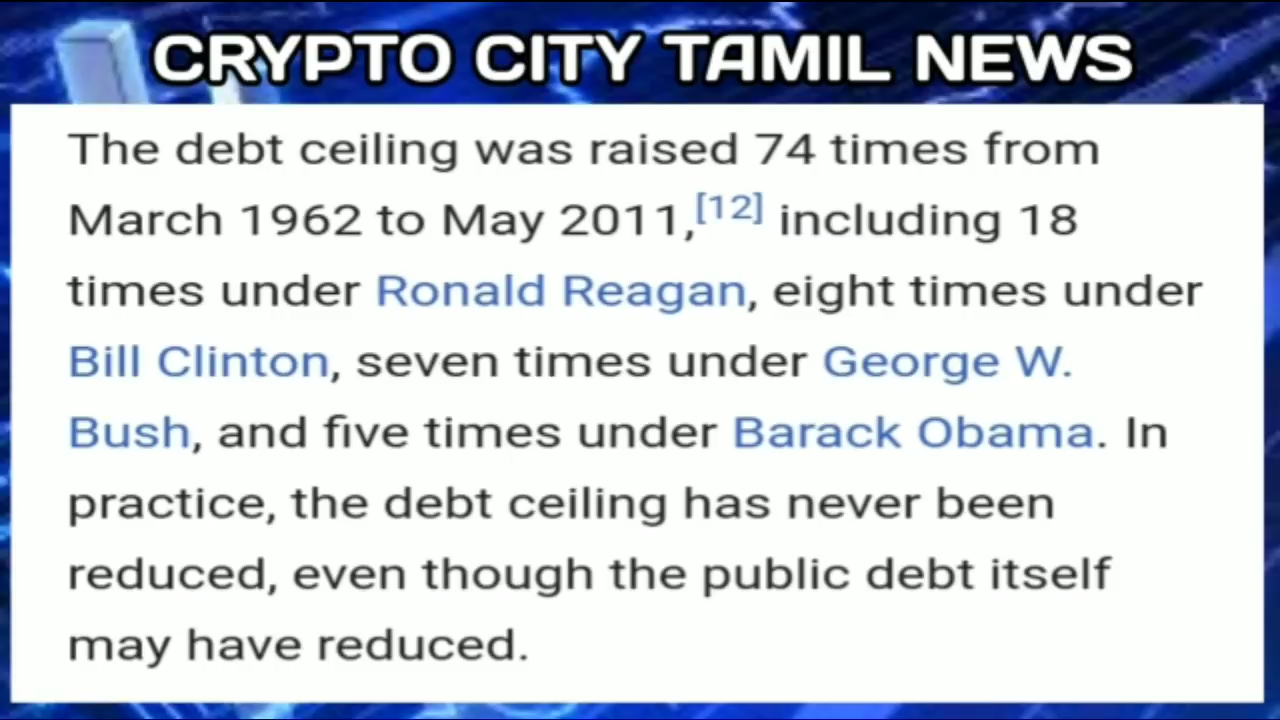 CRYPTO CITY TAMIL NEWS
The debt ceiling was raised 74 times from
March 1962 to May 2011,[12] including 18
times under Ronald Reagan, eight times under
Bill Clinton, seven times under George W.
Bush, and five times under Barack Obama. In
practice, the debt ceiling has never been
reduced, even though the public debt itself
may have reduced.